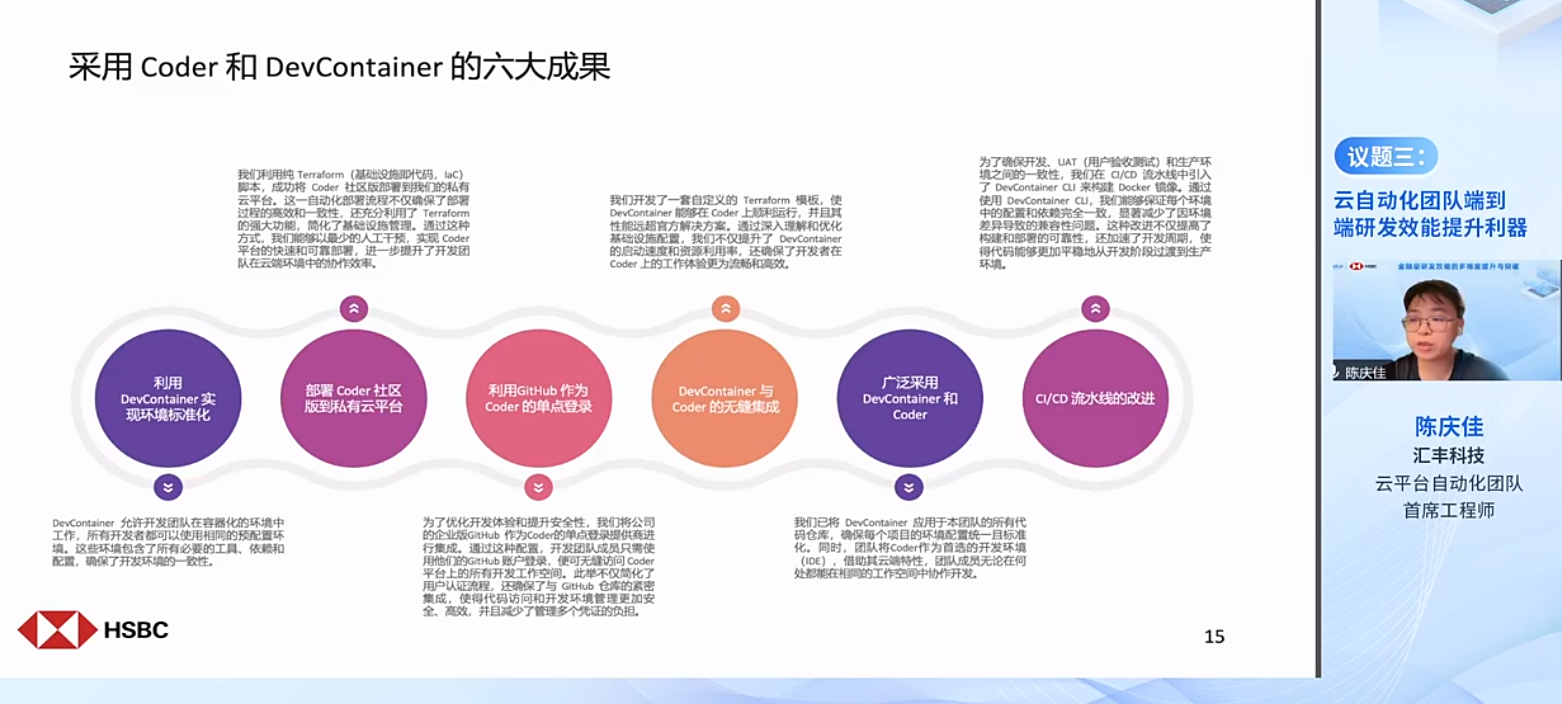 采用 Coder 和 DevContainer 的六大成果
我们利用纯 Terraform（基础设施即代码，IaC）
脚本，成功将 Coder 社区版部署到我们的私有
云平台。这一自动化部署流程不仅确保了部署
过程的高效和一致性，还充分利用了 Terraform
的强大功能，简化了基础设施管理。通过这种
方式，我们能够以最少的人工干预，实现 Coder
平台的快速和可靠部署，进一步提升了开发团
队在云端环境中的协作效率。
我们开发了一套自定义的 Terraform 模板，使
DevContainer 能够在 Coder 上顺利运行，并且其
性能远超官方解决方案。通过深入理解和优化
基础设施配置，我们不仅提升了 DevContainer
的启动速度和资源利用率，还确保了开发者在
Coder 上的工作体验更为流畅和高效。
为了确保开发、UAT（用户验收测试）和生产环
境之间的一致性，我们在 CI/CD 流水线中引入
了 DevContainer CLI 来构建 Docker 镜像。通过
使用 DevContainer CLI，我们能够保证每个环境
中的配置和依赖完全一致，显著减少了因环境
差异导致的兼容性问题。这种改进不仅提高了
构建和部署的可靠性，还加速了开发周期，使
得代码能够更加平稳地从开发阶段过渡到生产
环境。
利用
DevContainer 实
现环境标准化
部署 Coder 社区
版到私有云平台
利用GitHub 作为
Coder 的单点登录
DevContainer 与
Coder 的无缝集成
广泛采用
DevContainer 和
Coder
CI/CD 流水线的改进
DevContainer 允许开发团队在容器化的环境中
工作，所有开发者都可以使用相同的预配置环
境。这些环境包含了所有必要的工具、依赖和
配置，确保了开发环境的一致性。
为了优化开发体验和提升安全性，我们将公司
的企业版GitHub 作为Coder的单点登录提供商进
行集成。通过这种配置，开发团队成员只需使
用他们的GitHub 账户登录，便可无缝访问 Coder
平台上的所有开发工作空间。此举不仅简化了
用户认证流程，还确保了与 GitHub 仓库的紧密
集成，使得代码访问和开发环境管理更加安
全、高效，并且减少了管理多个凭证的负担。
我们已将 DevContainer 应用于本团队的所有代
码仓库，确保每个项目的环境配置统一且标准
化。同时，团队将Coder作为首选的开发环境
（IDE），借助其云端特性，团队成员无论在何
处都能在相同的工作空间中协作开发。
HSBC
15
议题三：
云自动化团队端到
端研发效能提升利器
HSBC
金融业研发效能的多维度提升与突破
陈庆佳
陈庆佳
汇丰科技
云平台自动化团队
首席工程师